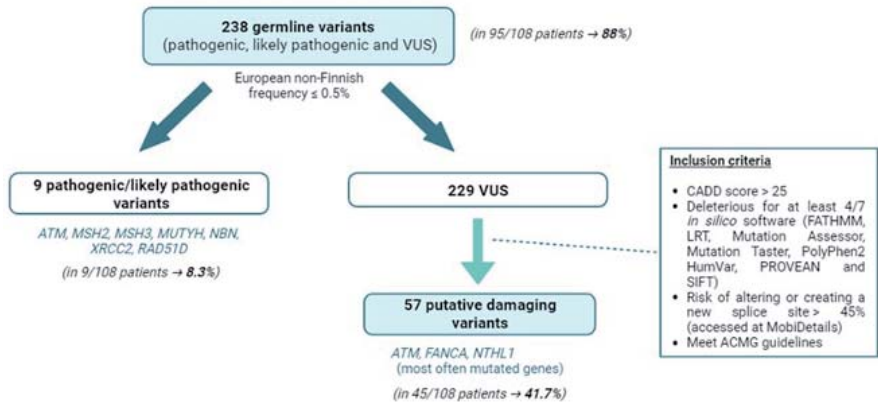 238 germline variants
(pathogenic, likely pathogenic and VUS)
(in 95/108 patients → 88%)
European non-Finnish
frequency ≤ 0.5%
9 pathogenic/likely pathogenic
variants
ATM, MSH2, MSH3, MUTYH, NBN,
XRCC2, RAD51D
(in 9/108 patients → 8.3%)
229 VUS
57 putative damaging
variants
ATM, FANCA, NTHL1
(most often mutated genes)
(in 45/108 patients → 41.7%)
Inclusion criteria
• CADD score > 25
• Deleterious for at least 4/7
in silico software (FATHMM,
LRT, Mutation Assessor,
Mutation Taster, PolyPhen2
HumVar, PROVEAN and
SIFT)
• Risk of altering or creating a
new splice site > 45%
(accessed at MobiDetails)
• Meet ACMG guidelines